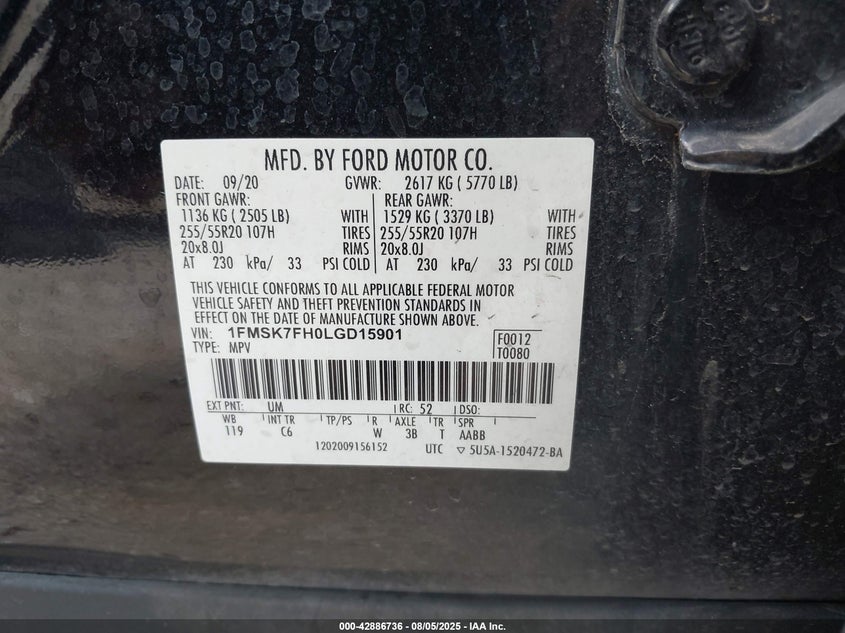 MFD. BY FORD MOTOR CO.
DATE: 09/20 GVWR: 2617 KG ( 5770 LB)
FRONT GAWR: REAR GAWR:
1136 KG ( 2505 LB) WITH 1529 KG ( 3370 LB) WITH
255/55R20 107H TIRES 255/55R20 107H TIRES
20x8.0J RIMS 20x8.0J RIMS
AT 230 kPa/ 33 PSI COLD AT 230 kPa/ 33 PSI COLD
THIS VEHICLE CONFORMS TO ALL APPLICABLE FEDERAL MOTOR
VEHICLE SAFETY AND THEFT PREVENTION STANDARDS IN
EFFECT ON THE DATE OF MANUFACTURE SHOWN ABOVE.
VIN: 1FMSK7FH0LGD15901 F0012
TYPE: MPV T0080
EXT PNT: UM RC: 52 DSO:
WB INT TR TP/PS R AXLE TR SPR
119 C6 W 3B T AABB
1202009156152 UTC ▽ 5U5A-1520472-BA
000-42886736 - 08/05/2025 - IAA Inc.